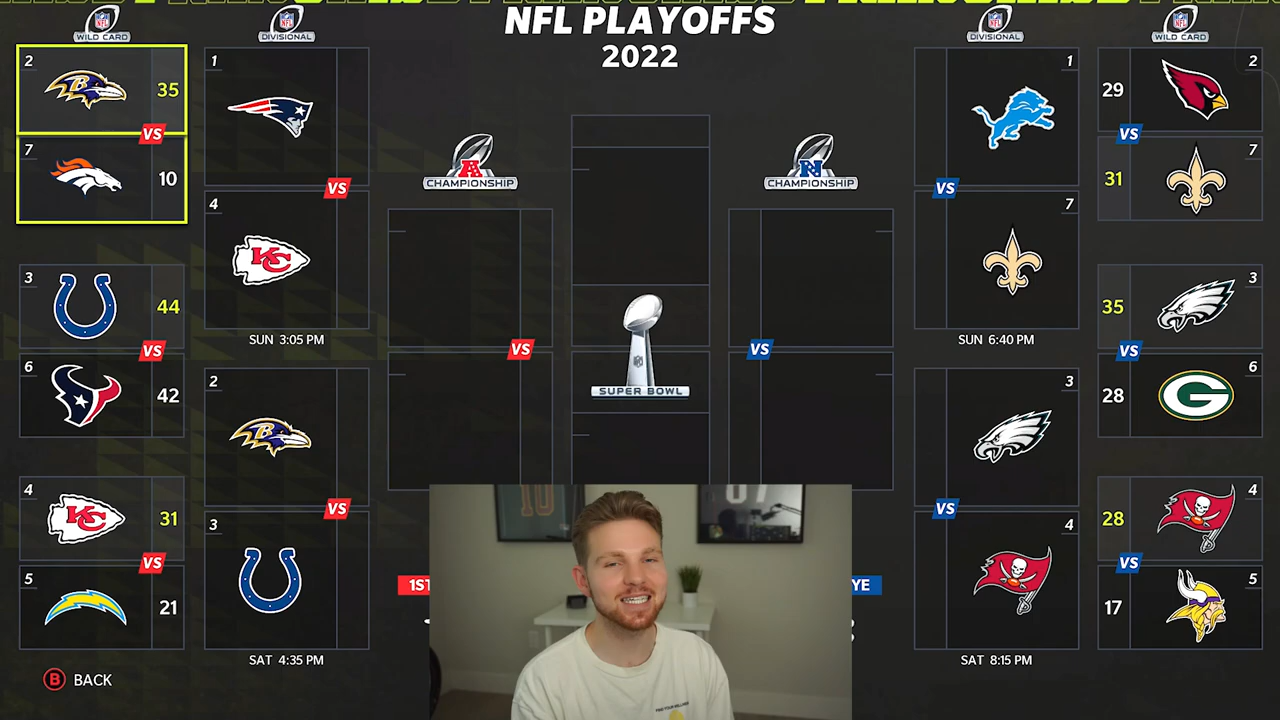 NFL PLAYOFFS
2022
WILD CARD
DIVISIONAL
DIVISIONAL
WILD CARD
2 35
VS
7 10
3 44
VS
6 42
4 31
VS
5 21
1
VS
4
SUN 3:05 PM
2
VS
3
SAT 4:35 PM
CHAMPIONSHIP
VS
SUPER BOWL
CHAMPIONSHIP
VS
1
VS
7
SUN 6:40 PM
3
VS
4
SAT 8:15 PM
29 2
VS
31 7
35 3
VS
28 6
28 4
VS
17 5
1ST
YE
B BACK